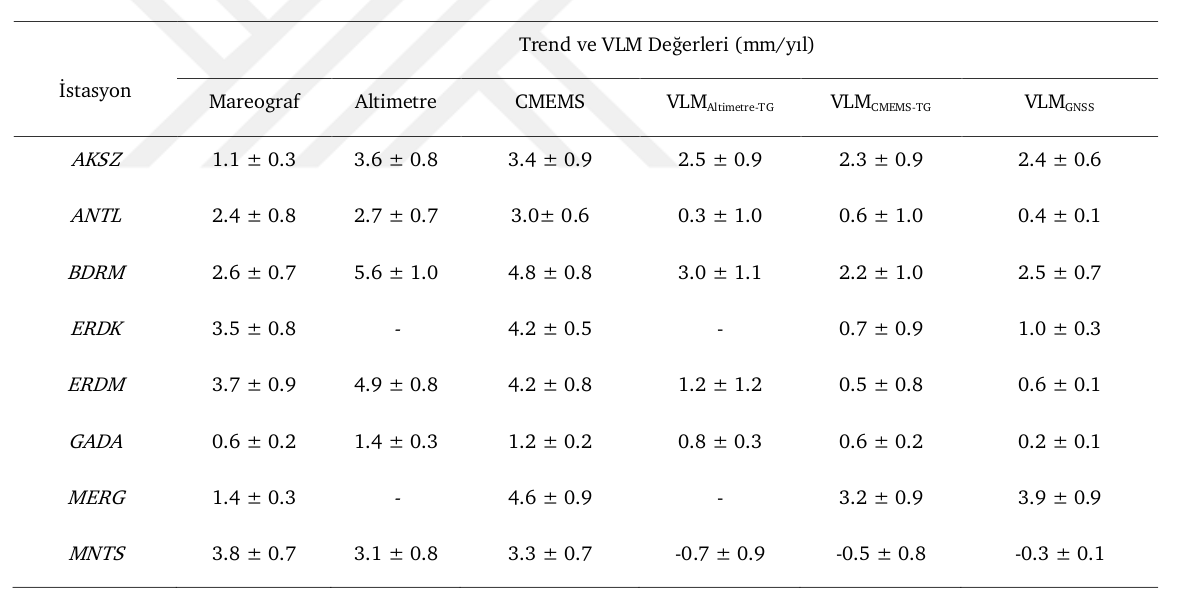 Trend ve VLM Değerleri (mm/yıl)
İstasyon
Mareograf Altimetre CMEMS VLMAltimetre-TG VLMCMEMS-TG VLMGNSS
AKSZ 1.1 ± 0.3 3.6 ± 0.8 3.4 ± 0.9 2.5 ± 0.9 2.3 ± 0.9 2.4 ± 0.6
ANTL 2.4 ± 0.8 2.7 ± 0.7 3.0± 0.6 0.3 ± 1.0 0.6 ± 1.0 0.4 ± 0.1
BDRM 2.6 ± 0.7 5.6 ± 1.0 4.8 ± 0.8 3.0 ± 1.1 2.2 ± 1.0 2.5 ± 0.7
ERDK 3.5 ± 0.8 - 4.2 ± 0.5 - 0.7 ± 0.9 1.0 ± 0.3
ERDM 3.7 ± 0.9 4.9 ± 0.8 4.2 ± 0.8 1.2 ± 1.2 0.5 ± 0.8 0.6 ± 0.1
GADA 0.6 ± 0.2 1.4 ± 0.3 1.2 ± 0.2 0.8 ± 0.3 0.6 ± 0.2 0.2 ± 0.1
MERG 1.4 ± 0.3 - 4.6 ± 0.9 - 3.2 ± 0.9 3.9 ± 0.9
MNTS 3.8 ± 0.7 3.1 ± 0.8 3.3 ± 0.7 -0.7 ± 0.9 -0.5 ± 0.8 -0.3 ± 0.1